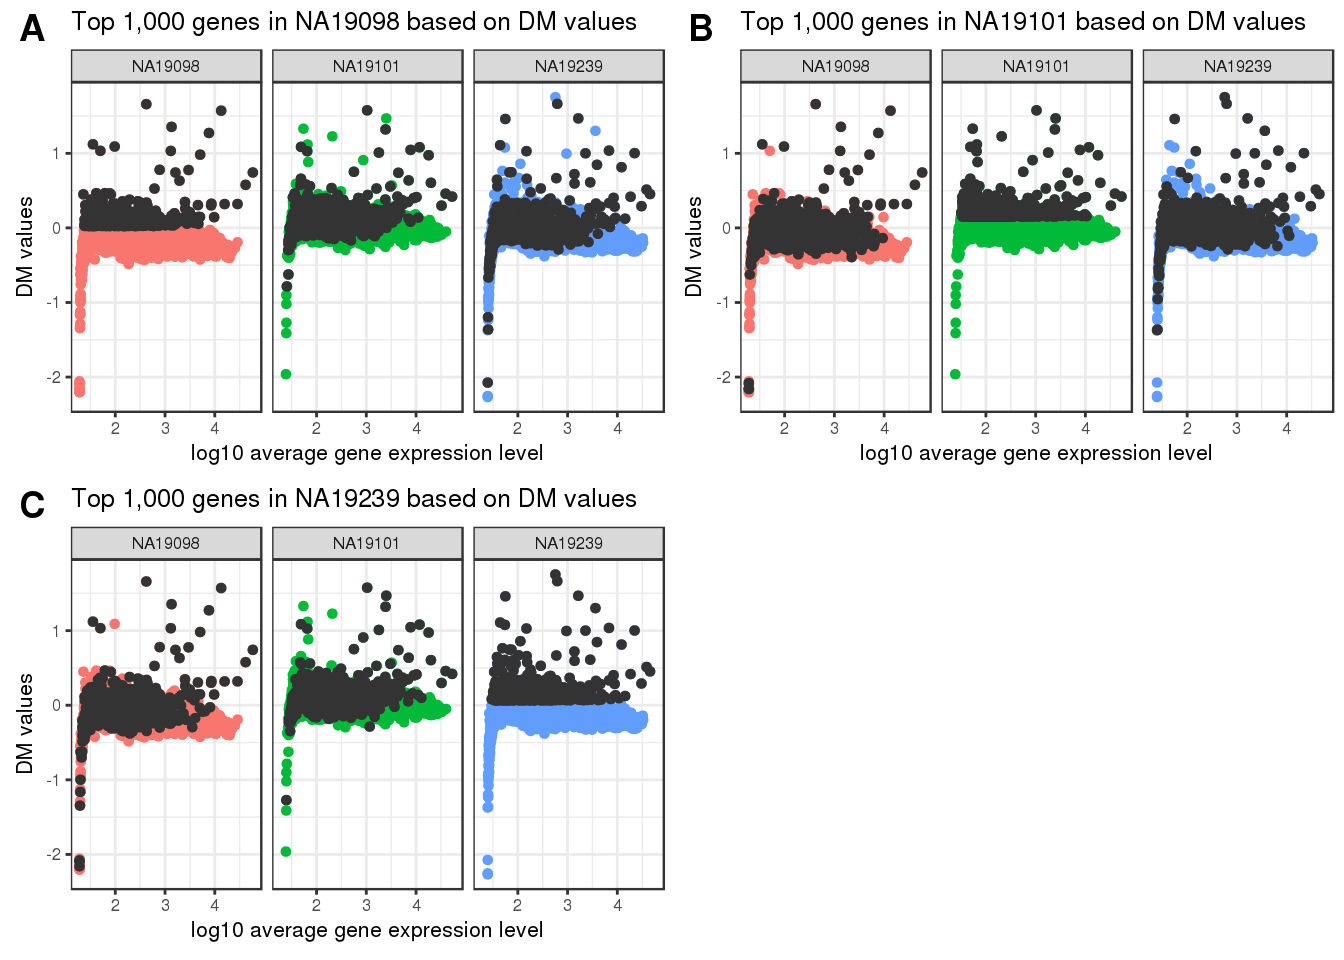 A Top 1,000 genes in NA19098 based on DM values
NA19098 NA19101 NA19239
1
0
-1
-2
DM values
2 3 4 2 3 4 2 3 4
log10 average gene expression level
B Top 1,000 genes in NA19101 based on DM values
NA19098 NA19101 NA19239
1
0
-1
-2
DM values
2 3 4 2 3 4 2 3 4
log10 average gene expression level
C Top 1,000 genes in NA19239 based on DM values
NA19098 NA19101 NA19239
1
0
-1
-2
DM values
2 3 4 2 3 4 2 3 4
log10 average gene expression level